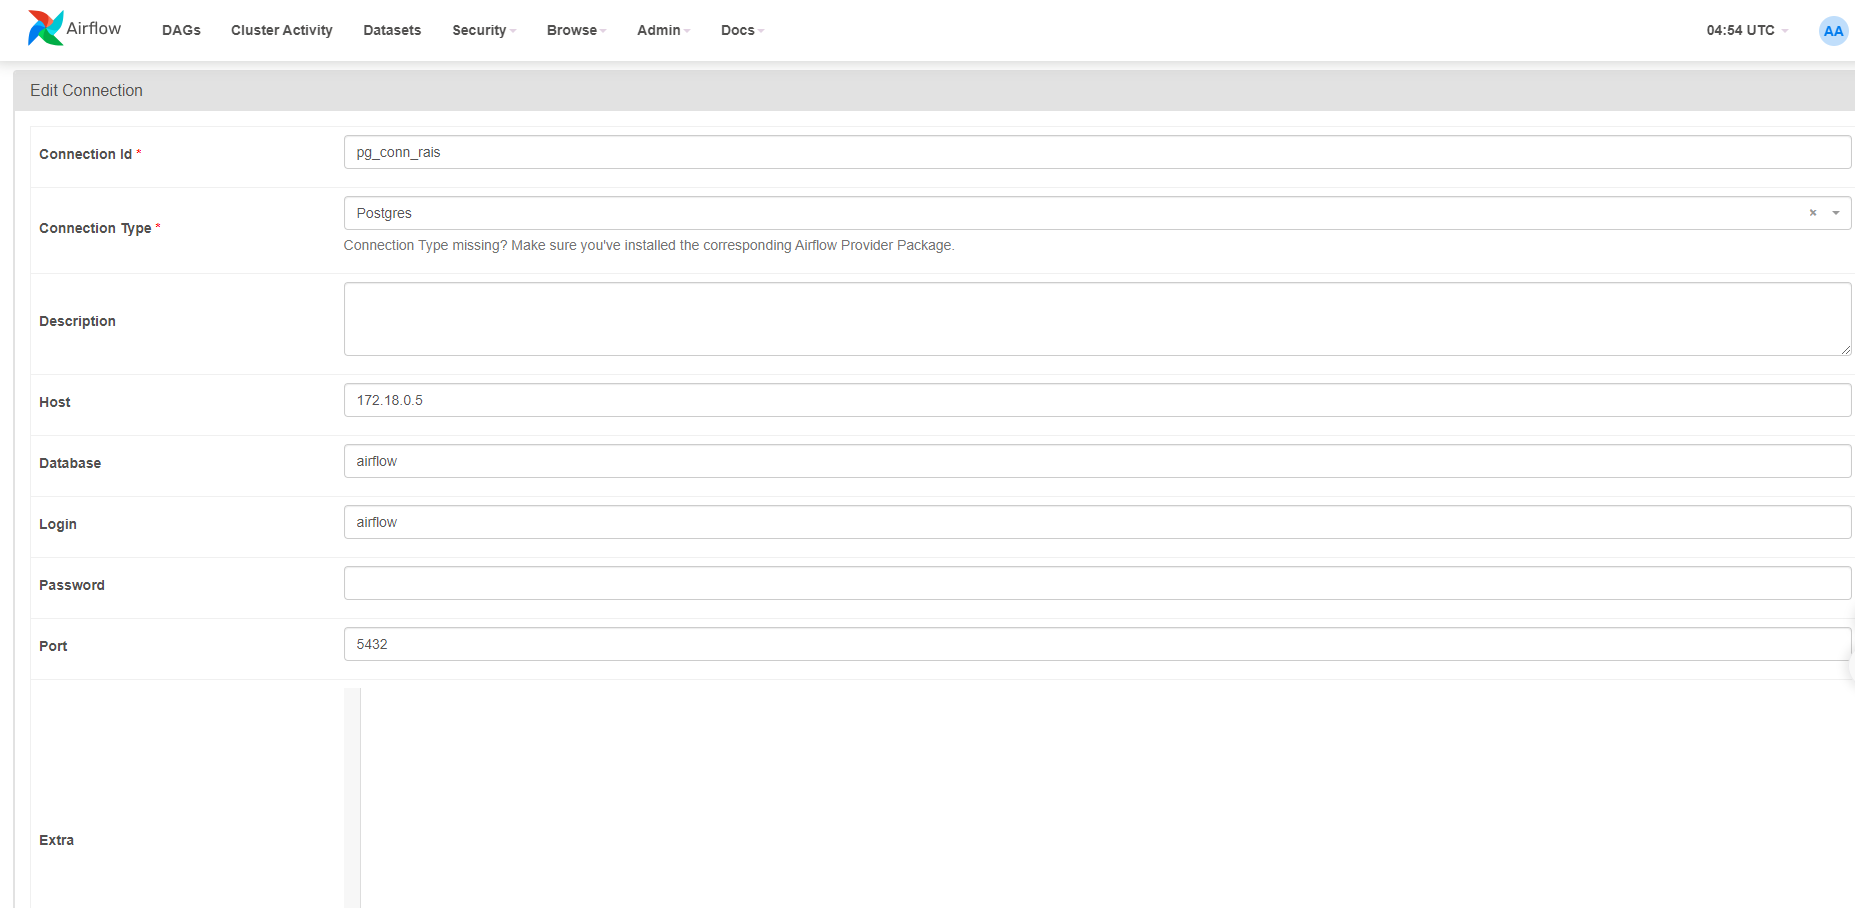 Airflow DAGs Cluster Activity Datasets Security Browse Admin Docs 04:54 UTC AA
Edit Connection
Connection Id * pg_conn_rais
Connection Type * Postgres × 
Connection Type missing? Make sure you've installed the corresponding Airflow Provider Package.
Description
Host 172.18.0.5
Database airflow
Login airflow
Password
Port 5432
Extra